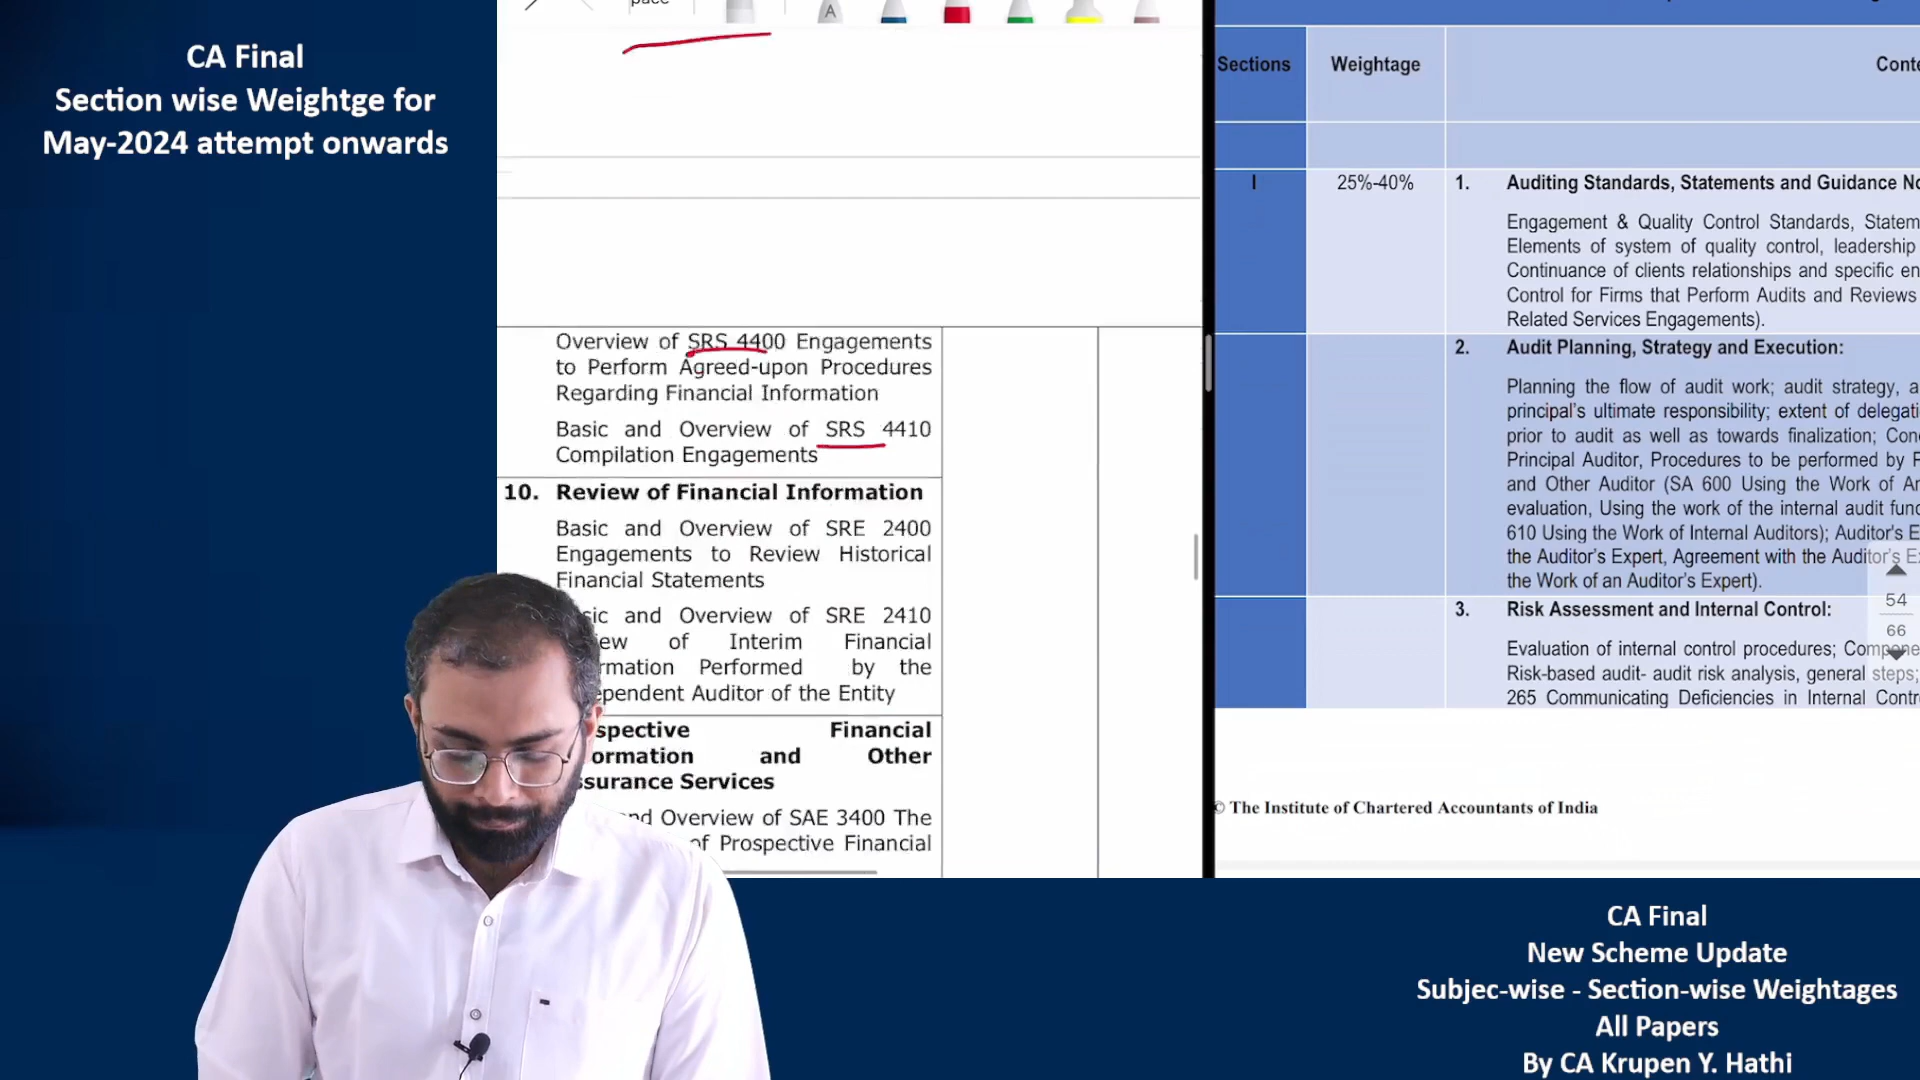 CA Final
Section wise Weightge for
May-2024 attempt onwards
A
Overview of SRS 4400 Engagements
to Perform Agreed-upon Procedures
Regarding Financial Information
Basic and Overview of SRS 4410
Compilation Engagements
10. Review of Financial Information
Basic and Overview of SRE 2400
Engagements to Review Historical
Financial Statements
and Overview of SRE 2410
of Interim Financial
Performed by the
Auditor of the Entity
Financial
and Other
Services
Overview of SAE 3400 The
of Prospective Financial
Sections Weightage
I 25%-40% 1. Auditing Standards, Statements and Guidance
Engagement & Quality Control Standards,
Elements of system of quality control, leadership
Continuance of clients relationships and specific
Control for Firms that Perform Audits and Reviews
Related Services Engagements).
2. Audit Planning, Strategy and Execution:
Planning the flow of audit work; audit strategy,
principal's ultimate responsibility; extent of
prior to audit as well as towards finalization;
Principal Auditor, Procedures to be performed by
and Other Auditor (SA 600 Using the Work of
evaluation, Using the work of the internal audit
610 Using the Work of Internal Auditors); Auditor's
the Auditor's Expert, Agreement with the Auditor's
the Work of an Auditor's Expert).
54
66
3. Risk Assessment and Internal Control:
Evaluation of internal control procedures;
Risk-based audit- audit risk analysis, general steps;
265 Communicating Deficiencies in Internal
© The Institute of Chartered Accountants of India
CA Final
New Scheme Update
Subjec-wise - Section-wise Weightages
All Papers
By CA Krupen Y. Hathi